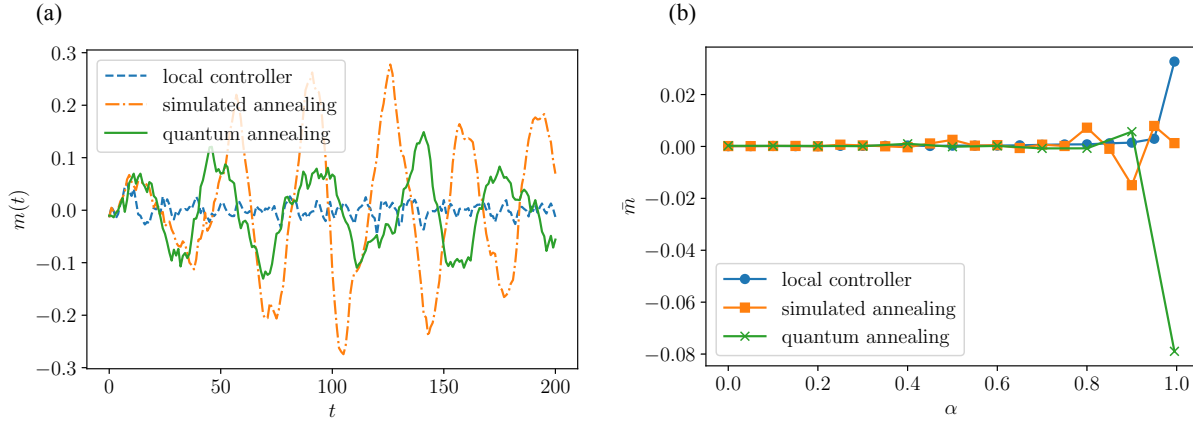 (a)
0.3
0.2
0.1
0.0
−0.1
−0.2
−0.3
m(t)
local controller
simulated annealing
quantum annealing
0 50 100 150 200
t
(b)
0.02
0.00
−0.02
−0.04
−0.06
−0.08
m̄
local controller
simulated annealing
quantum annealing
0.0 0.2 0.4 0.6 0.8 1.0
α